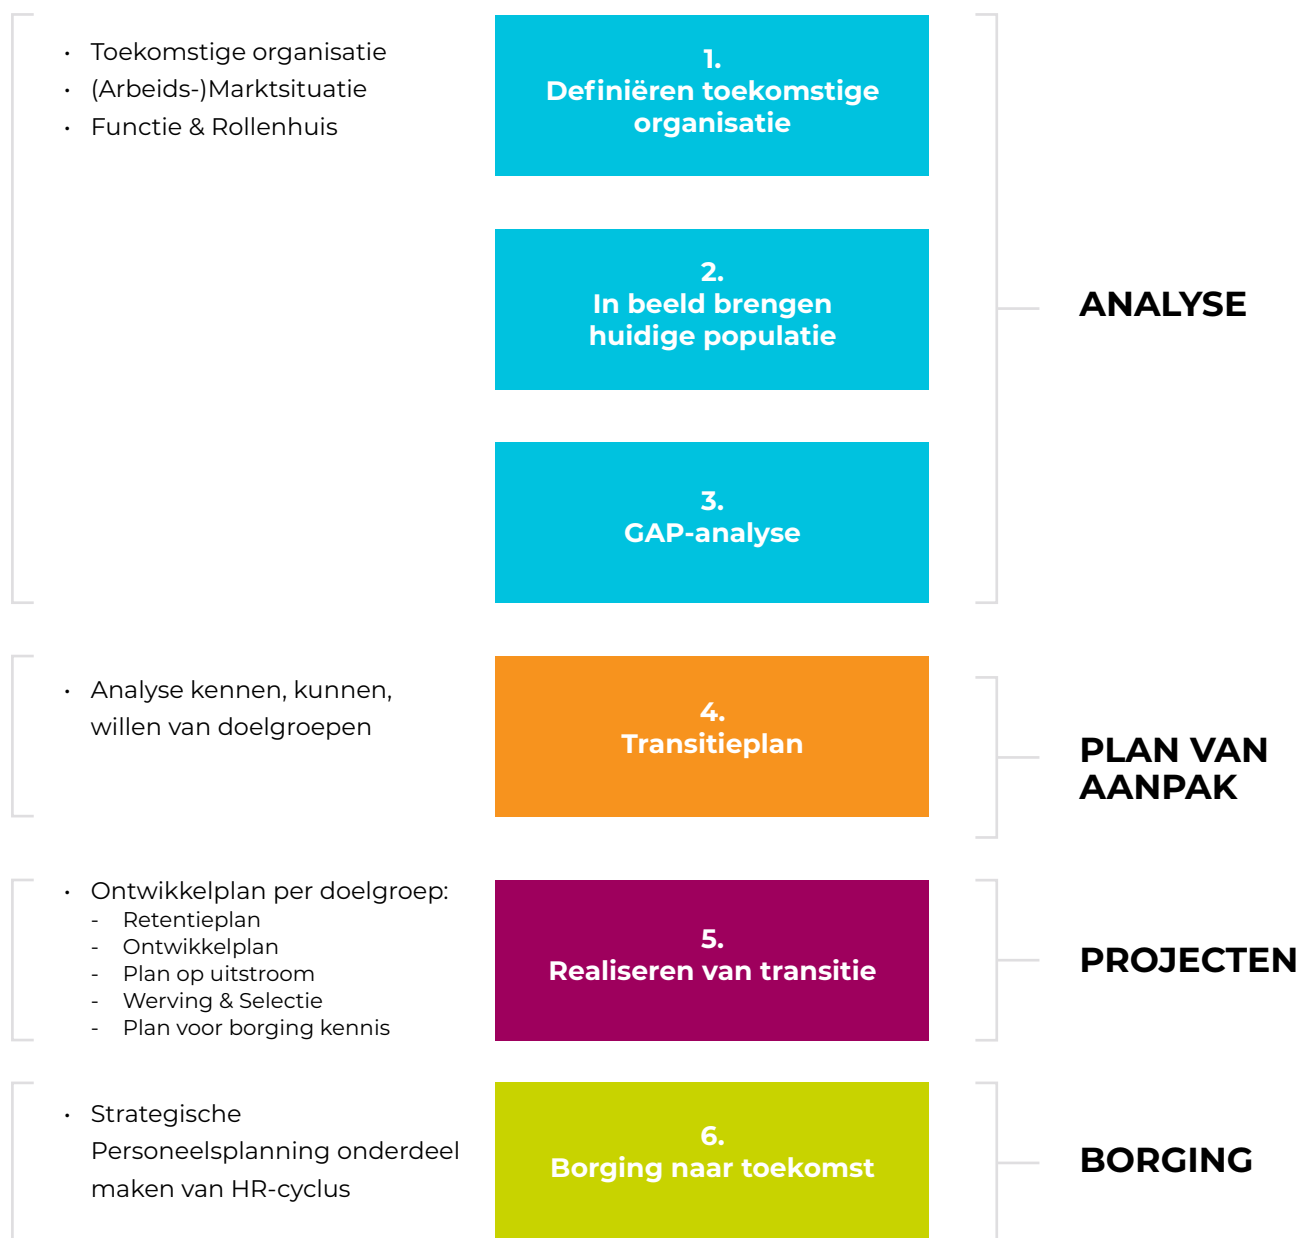 • Toekomstige organisatie
• (Arbeids-)Marktsituatie
• Functie & Rollenhuis
1.
Definiëren toekomstige
organisatie
2.
In beeld brengen
huidige populatie
3.
GAP-analyse
ANALYSE
• Analyse kennen, kunnen,
willen van doelgroepen
4.
Transitieplan
PLAN VAN
AANPAK
• Ontwikkelplan per doelgroep:
- Retentieplan
- Ontwikkelplan
- Plan op uitstroom
- Werving & Selectie
- Plan voor borging kennis
5.
Realiseren van transitie
PROJECTEN
• Strategische
Personeelsplanning onderdeel
maken van HR-cyclus
6.
Borging naar toekomst
BORGING